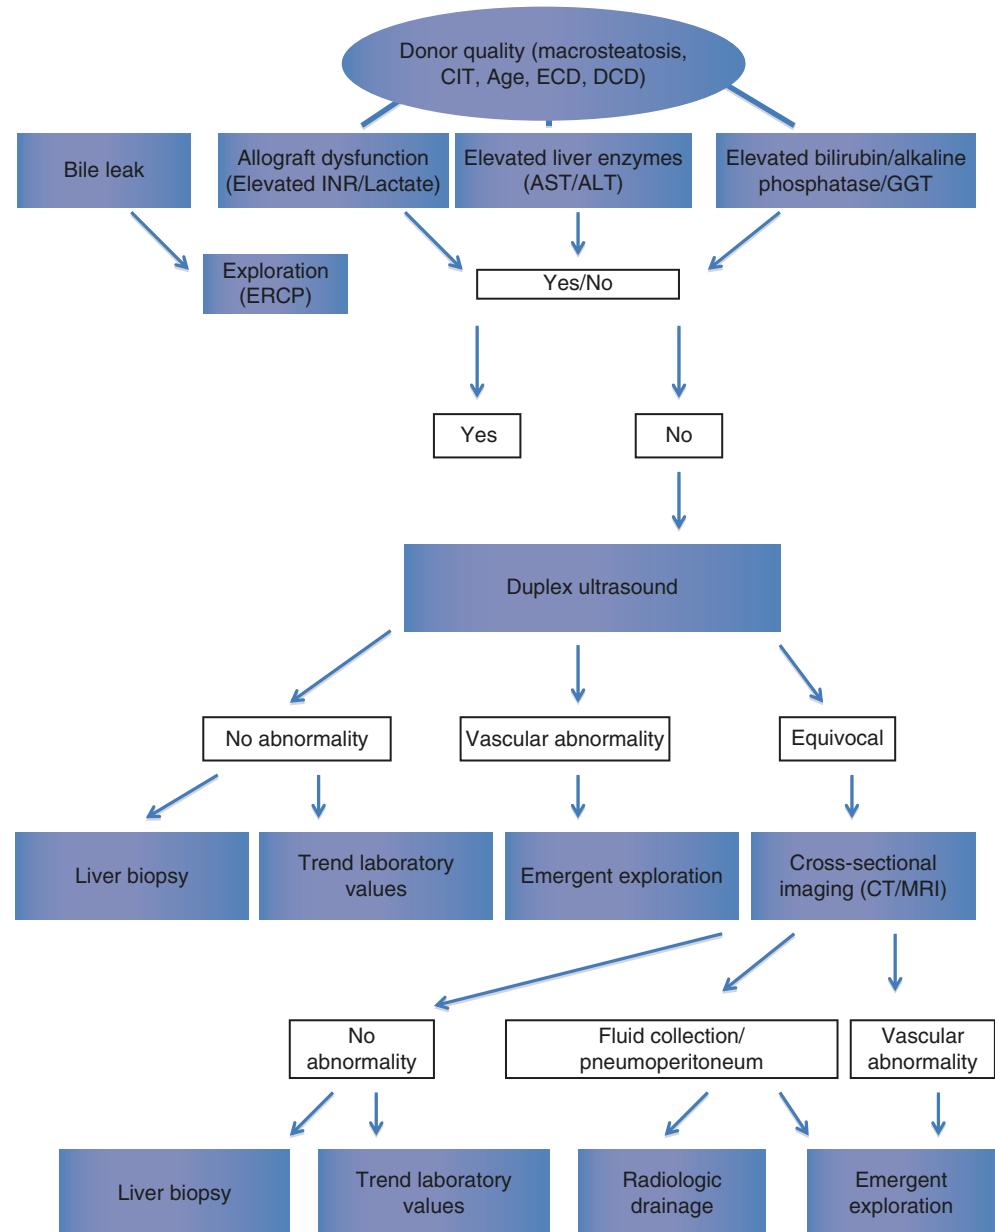 Donor quality (macrosteatosis,
CIT, Age, ECD, DCD)
Bile leak
Allograft dysfunction
(Elevated INR/Lactate)
Elevated liver enzymes
(AST/ALT)
Elevated bilirubin/alkaline
phosphatase/GGT
Exploration
(ERCP)
Yes/No
Yes
No
Duplex ultrasound
No abnormality
Vascular abnormality
Equivocal
Liver biopsy
Trend laboratory
values
Emergent exploration
Cross-sectional
imaging (CT/MRI)
No
abnormality
Fluid collection/
pneumoperitoneum
Vascular
abnormality
Liver biopsy
Trend laboratory
values
Radiologic
drainage
Emergent
exploration